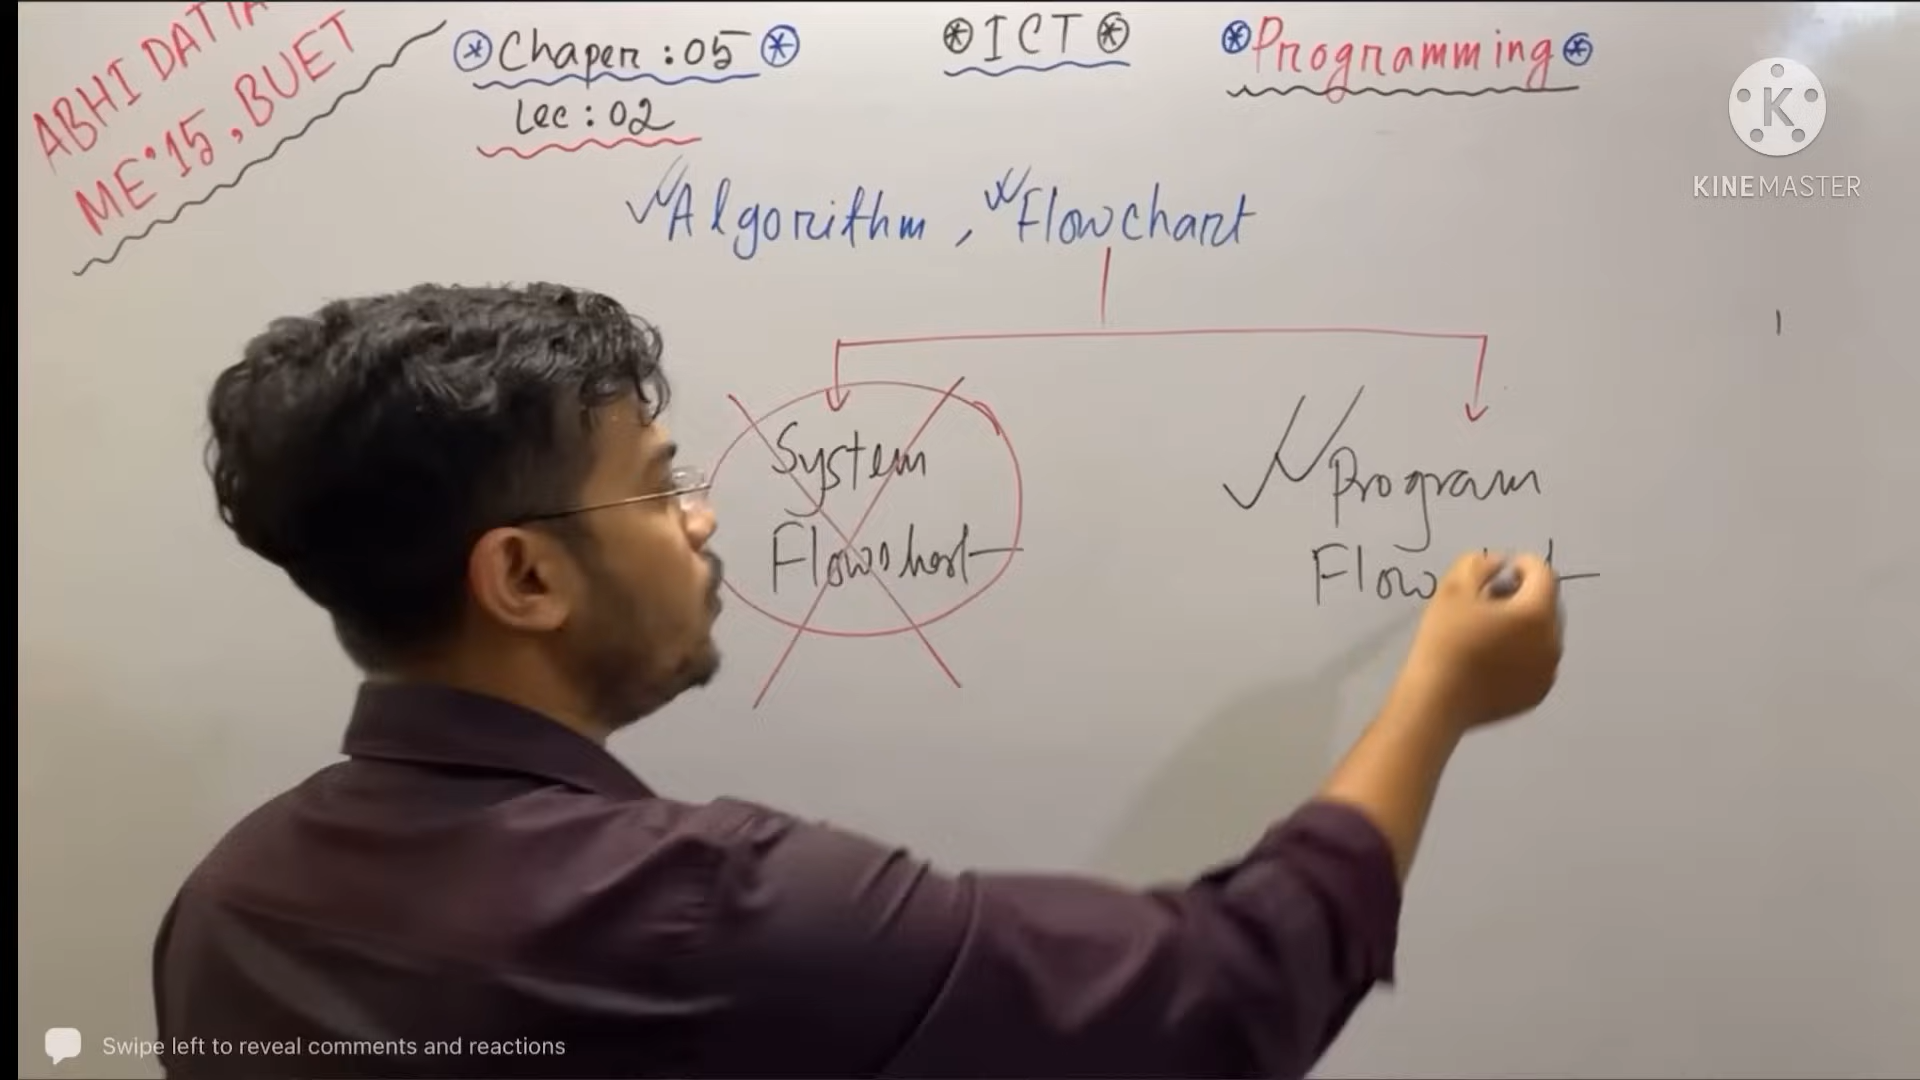 ABHI DATTA
ME'15, BUET
Chaper : 05
Lec : 02
ICT
Programming
KINEMASTER
Algorithm, Flowchart
System
Flowchart
Program
Swipe left to reveal comments and reactions